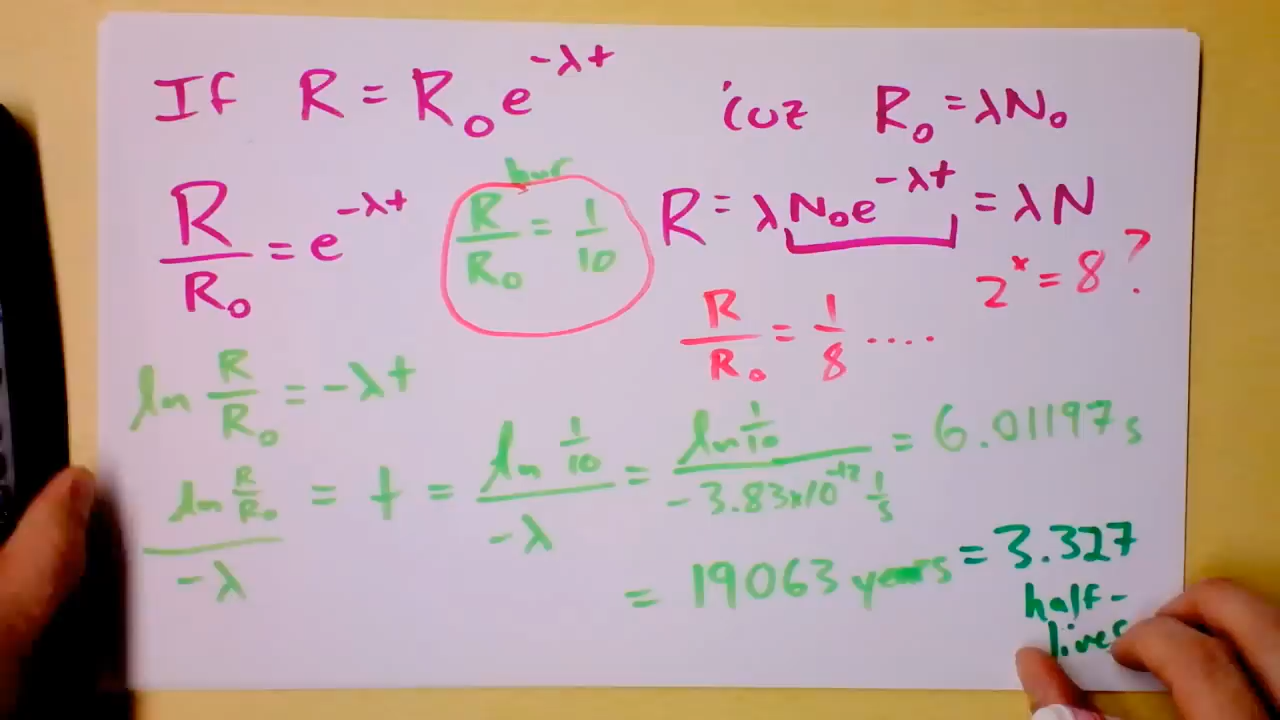 If R = R₀e^(-λt)
'cuz R₀ = λN₀
R/R₀ = e^(-λt)
but
R/R₀ = 1/10
R = λN₀e^(-λt) = λN
2ˣ = 8 ?
R/R₀ = 1/8 ....
ln R/R₀ = -λt
(ln R/R₀)/(-λ) = t = (ln 1/10)/(-λ) = (ln 1/10)/(-3.83×10⁻¹² 1/s) = 6.01197 s
= 19063 years = 3.327
half-
lives